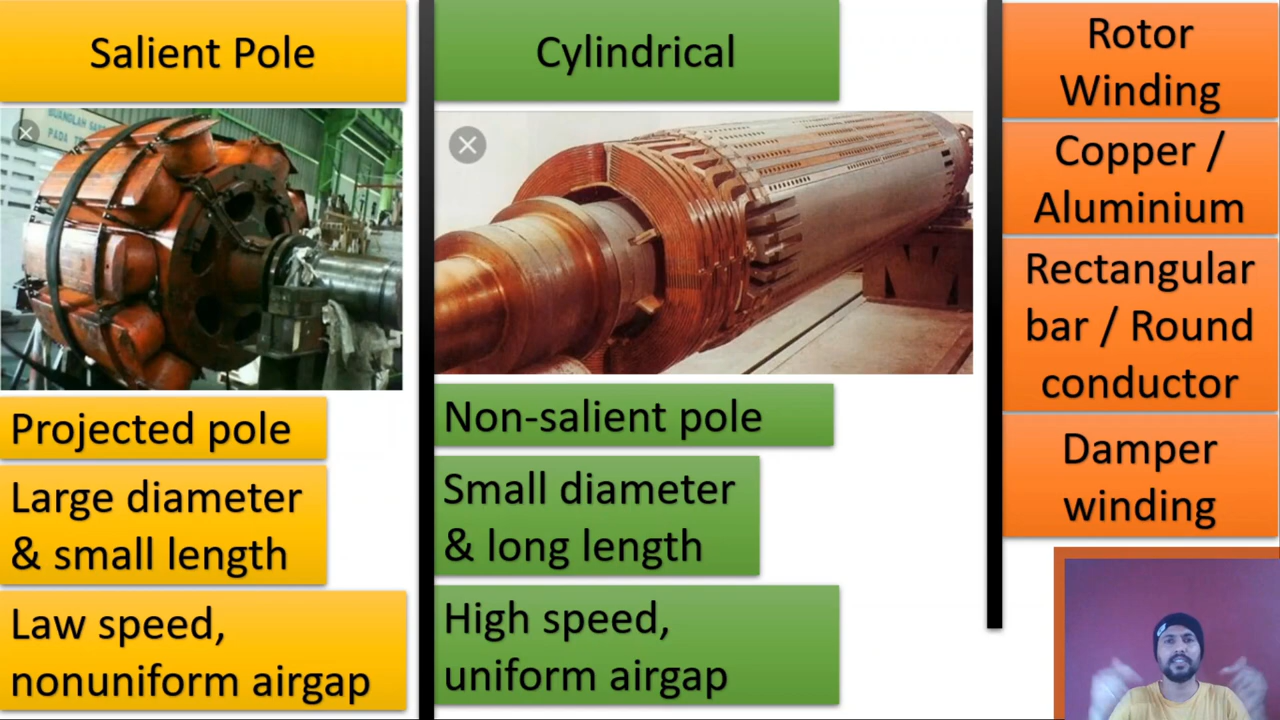 Salient Pole
Projected pole
Large diameter
& small length
Law speed,
nonuniform airgap
Cylindrical
Non-salient pole
Small diameter
& long length
High speed,
uniform airgap
Rotor
Winding
Copper /
Aluminium
Rectangular
bar / Round
conductor
Damper
winding